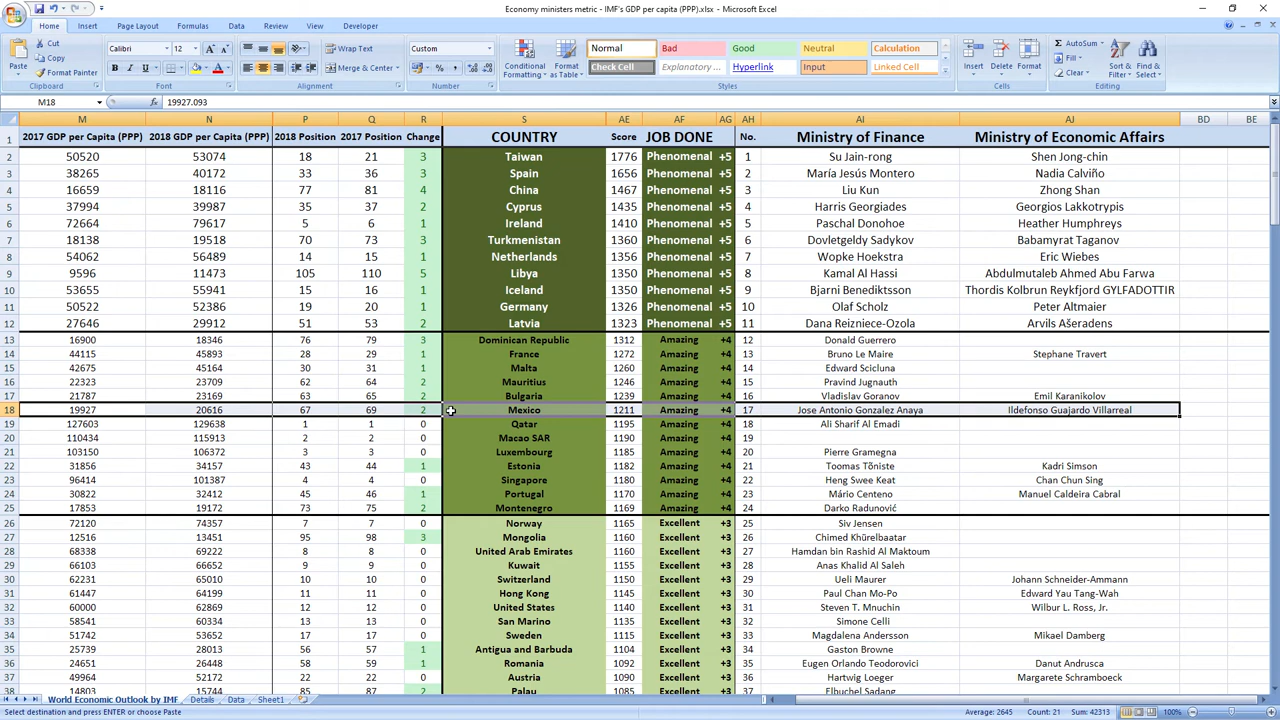 Economy ministers metric - IMF's GDP per capita (PPP).xlsx - Microsoft Excel
Home Insert Page Layout Formulas Data Review View Developer
Cut Calibri 12 Wrap Text Custom Normal Bad Good Neutral Calculation AutoSum
Copy Fill
Paste Format Painter Merge & Center Conditional Formatting Format as Table Check Cell Explanatory ... Input Hyperlink Linked Cell Insert Delete Format Clear Sort & Filter Find & Select
Clipboard Font Alignment Number Styles Cells Editing
M18 19927.093
M N P Q R S AE AF AG AH AI AJ BD BE
1 2017 GDP per Capita (PPP) 2018 GDP per Capita (PPP) 2018 Position 2017 Position Change COUNTRY Score JOB DONE No. Ministry of Finance Ministry of Economic Affairs
2 50520 53074 18 21 3 Taiwan 1776 Phenomenal +5 1 Su Jain-rong Shen Jong-chin
3 38265 40172 33 36 3 Spain 1656 Phenomenal +5 2 María Jesús Montero Nadia Calviño
4 16659 18116 77 81 4 China 1467 Phenomenal +5 3 Liu Kun Zhong Shan
5 37994 39987 35 37 2 Cyprus 1435 Phenomenal +5 4 Harris Georgiades Georgios Lakkotrypis
6 72664 79617 5 6 1 Ireland 1410 Phenomenal +5 5 Paschal Donohoe Heather Humphreys
7 18138 19518 70 73 3 Turkmenistan 1360 Phenomenal +5 6 Dovletgeldy Sadykov Babamyrat Taganov
8 54062 56489 14 15 1 Netherlands 1356 Phenomenal +5 7 Wopke Hoekstra Eric Wiebes
9 9596 11473 105 110 5 Libya 1350 Phenomenal +5 8 Kamal Al Hassi Abdulmutaleb Ahmed Abu Farwa
10 53655 55941 15 16 1 Iceland 1350 Phenomenal +5 9 Bjarni Benediktsson Thordis Kolbrun Reykfjord GYLFADOTTIR
11 50522 52386 19 20 1 Germany 1326 Phenomenal +5 10 Olaf Scholz Peter Altmaier
12 27646 29912 51 53 2 Latvia 1323 Phenomenal +5 11 Dana Reizniece-Ozola Arvils Ašeradens
13 16900 18346 76 79 3 Dominican Republic 1312 Amazing +4 12 Donald Guerrero
14 44115 45893 28 29 1 France 1272 Amazing +4 13 Bruno Le Maire Stephane Travert
15 42675 45164 30 31 1 Malta 1260 Amazing +4 14 Edward Scicluna
16 22323 23709 62 64 2 Mauritius 1246 Amazing +4 15 Pravind Jugnauth
17 21787 23169 63 65 2 Bulgaria 1239 Amazing +4 16 Vladislav Goranov Emil Karanikolov
18 19927 20616 67 69 2 Mexico 1211 Amazing +4 17 Jose Antonio Gonzalez Anaya Ildefonso Guajardo Villarreal
19 127603 129638 1 1 0 Qatar 1195 Amazing +4 18 Ali Sharif Al Emadi
20 110434 115913 2 2 0 Macao SAR 1190 Amazing +4 19
21 103150 106372 3 3 0 Luxembourg 1185 Amazing +4 20 Pierre Gramegna
22 31856 34157 43 44 1 Estonia 1182 Amazing +4 21 Toomas Tõniste Kadri Simson
23 96414 101387 4 4 0 Singapore 1180 Amazing +4 22 Heng Swee Keat Chan Chun Sing
24 30822 32412 45 46 1 Portugal 1170 Amazing +4 23 Mário Centeno Manuel Caldeira Cabral
25 17853 19197 73 75 2 Montenegro 1169 Amazing +4 24 Darko Radunović
26 72120 74357 7 7 0 Norway 1165 Excellent +3 25 Siv Jensen
27 12516 13451 95 98 3 Mongolia 1160 Excellent +3 26 Chimed Khürelbaatar
28 68338 69222 8 8 0 United Arab Emirates 1160 Excellent +3 27 Hamdan bin Rashid Al Maktoum
29 66103 66652 9 9 0 Kuwait 1155 Excellent +3 28 Anas Khalid Al Saleh
30 62231 65010 10 10 0 Switzerland 1150 Excellent +3 29 Ueli Maurer Johann Schneider-Ammann
31 61447 64199 11 11 0 Hong Kong 1145 Excellent +3 30 Paul Chan Mo-Po Edward Yau Tang-Wah
32 60000 62869 12 12 0 United States 1140 Excellent +3 31 Steven T. Mnuchin Wilbur L. Ross, Jr.
33 58541 60334 13 13 0 San Marino 1135 Excellent +3 32 Simone Celli
34 51742 53652 17 17 0 Sweden 1115 Excellent +3 33 Magdalena Andersson Mikael Damberg
35 25739 28013 56 57 1 Antigua and Barbuda 1104 Excellent +3 34 Gaston Browne
36 24651 26448 58 59 1 Romania 1092 Excellent +3 35 Eugen Orlando Teodorovici Danut Andrusca
37 49869 52172 22 22 0 Austria 1090 Excellent +3 36 Hartwig Loeger Margarete Schramboeck
38 14803 15744 85 87 2 Palau 1085 Excellent +3 37 Elbuchel Sadang
World Economic Outlook by IMF Details Data Sheet1
Select destination and press ENTER or choose Paste Average: 2645 Count: 21 Sum: 42313 100%